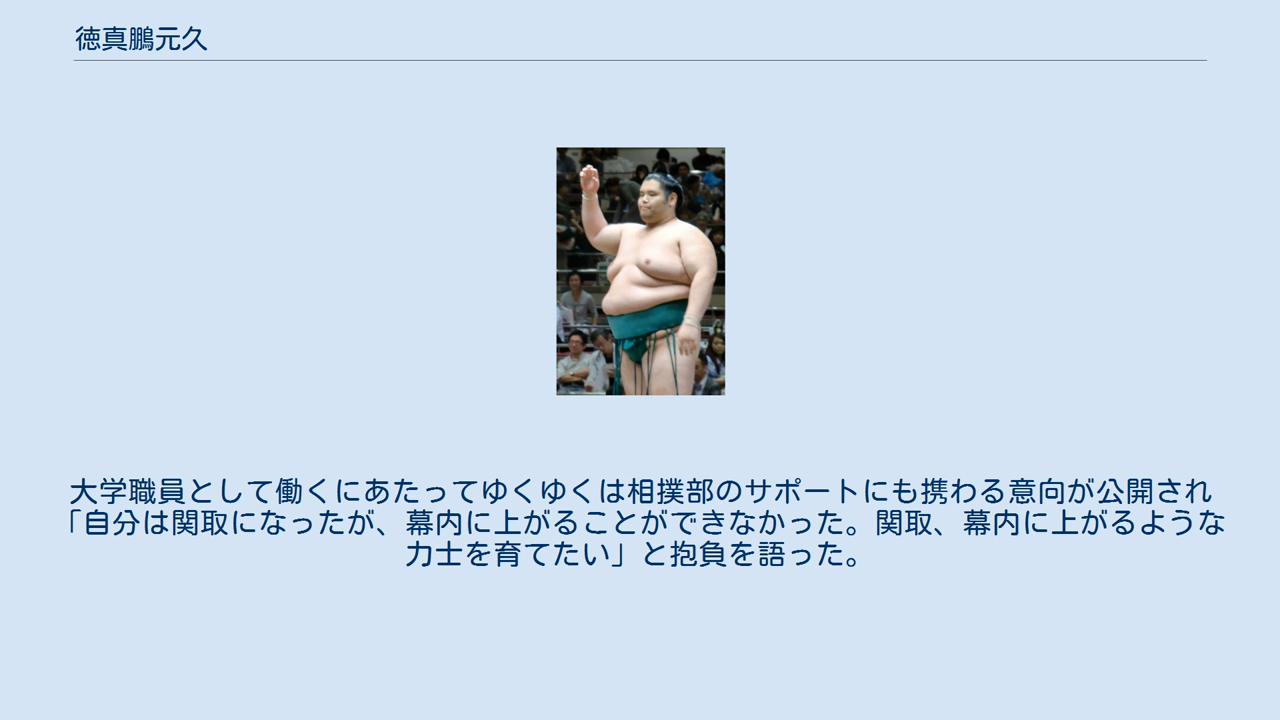 徳真鵬元久
大学職員として働くにあたってゆくゆくは相撲部のサポートにも携わる意向が公開され
「自分は関取になったが、幕内に上がることができなかった。関取、幕内に上がるような
力士を育てたい」と抱負を語った。